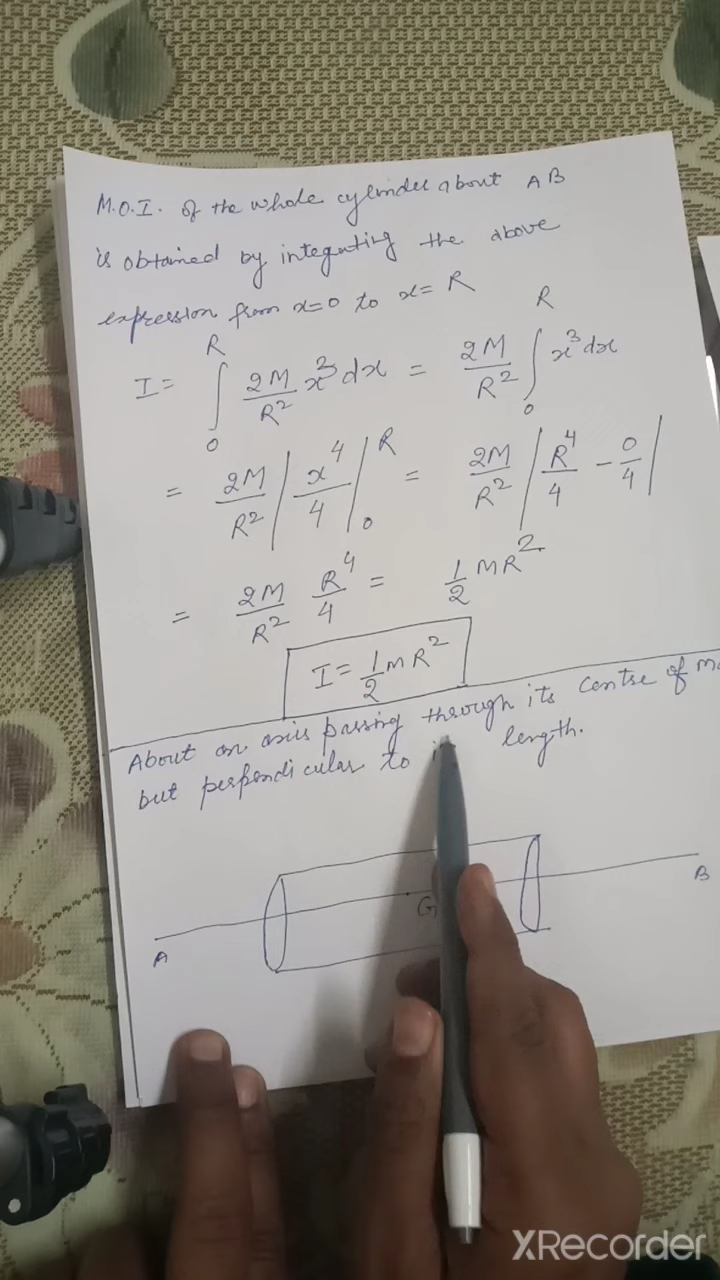 M.O.I. of the whole cylinder about AB
is obtained by integrating the above
expression from x=0 to x= R
I = ∫₀ᴿ 2M/R² x³ dx = 2M/R² ∫₀ᴿ x³ dx
= 2M/R² | x⁴/4 |₀ᴿ = 2M/R² | R⁴/4 − 0/4 |
= 2M/R² R⁴/4 = 1/2 MR²
I = 1/2 MR²
About an axis passing through its centre of
but perpendicular to length.
G
B
A
XRecorder